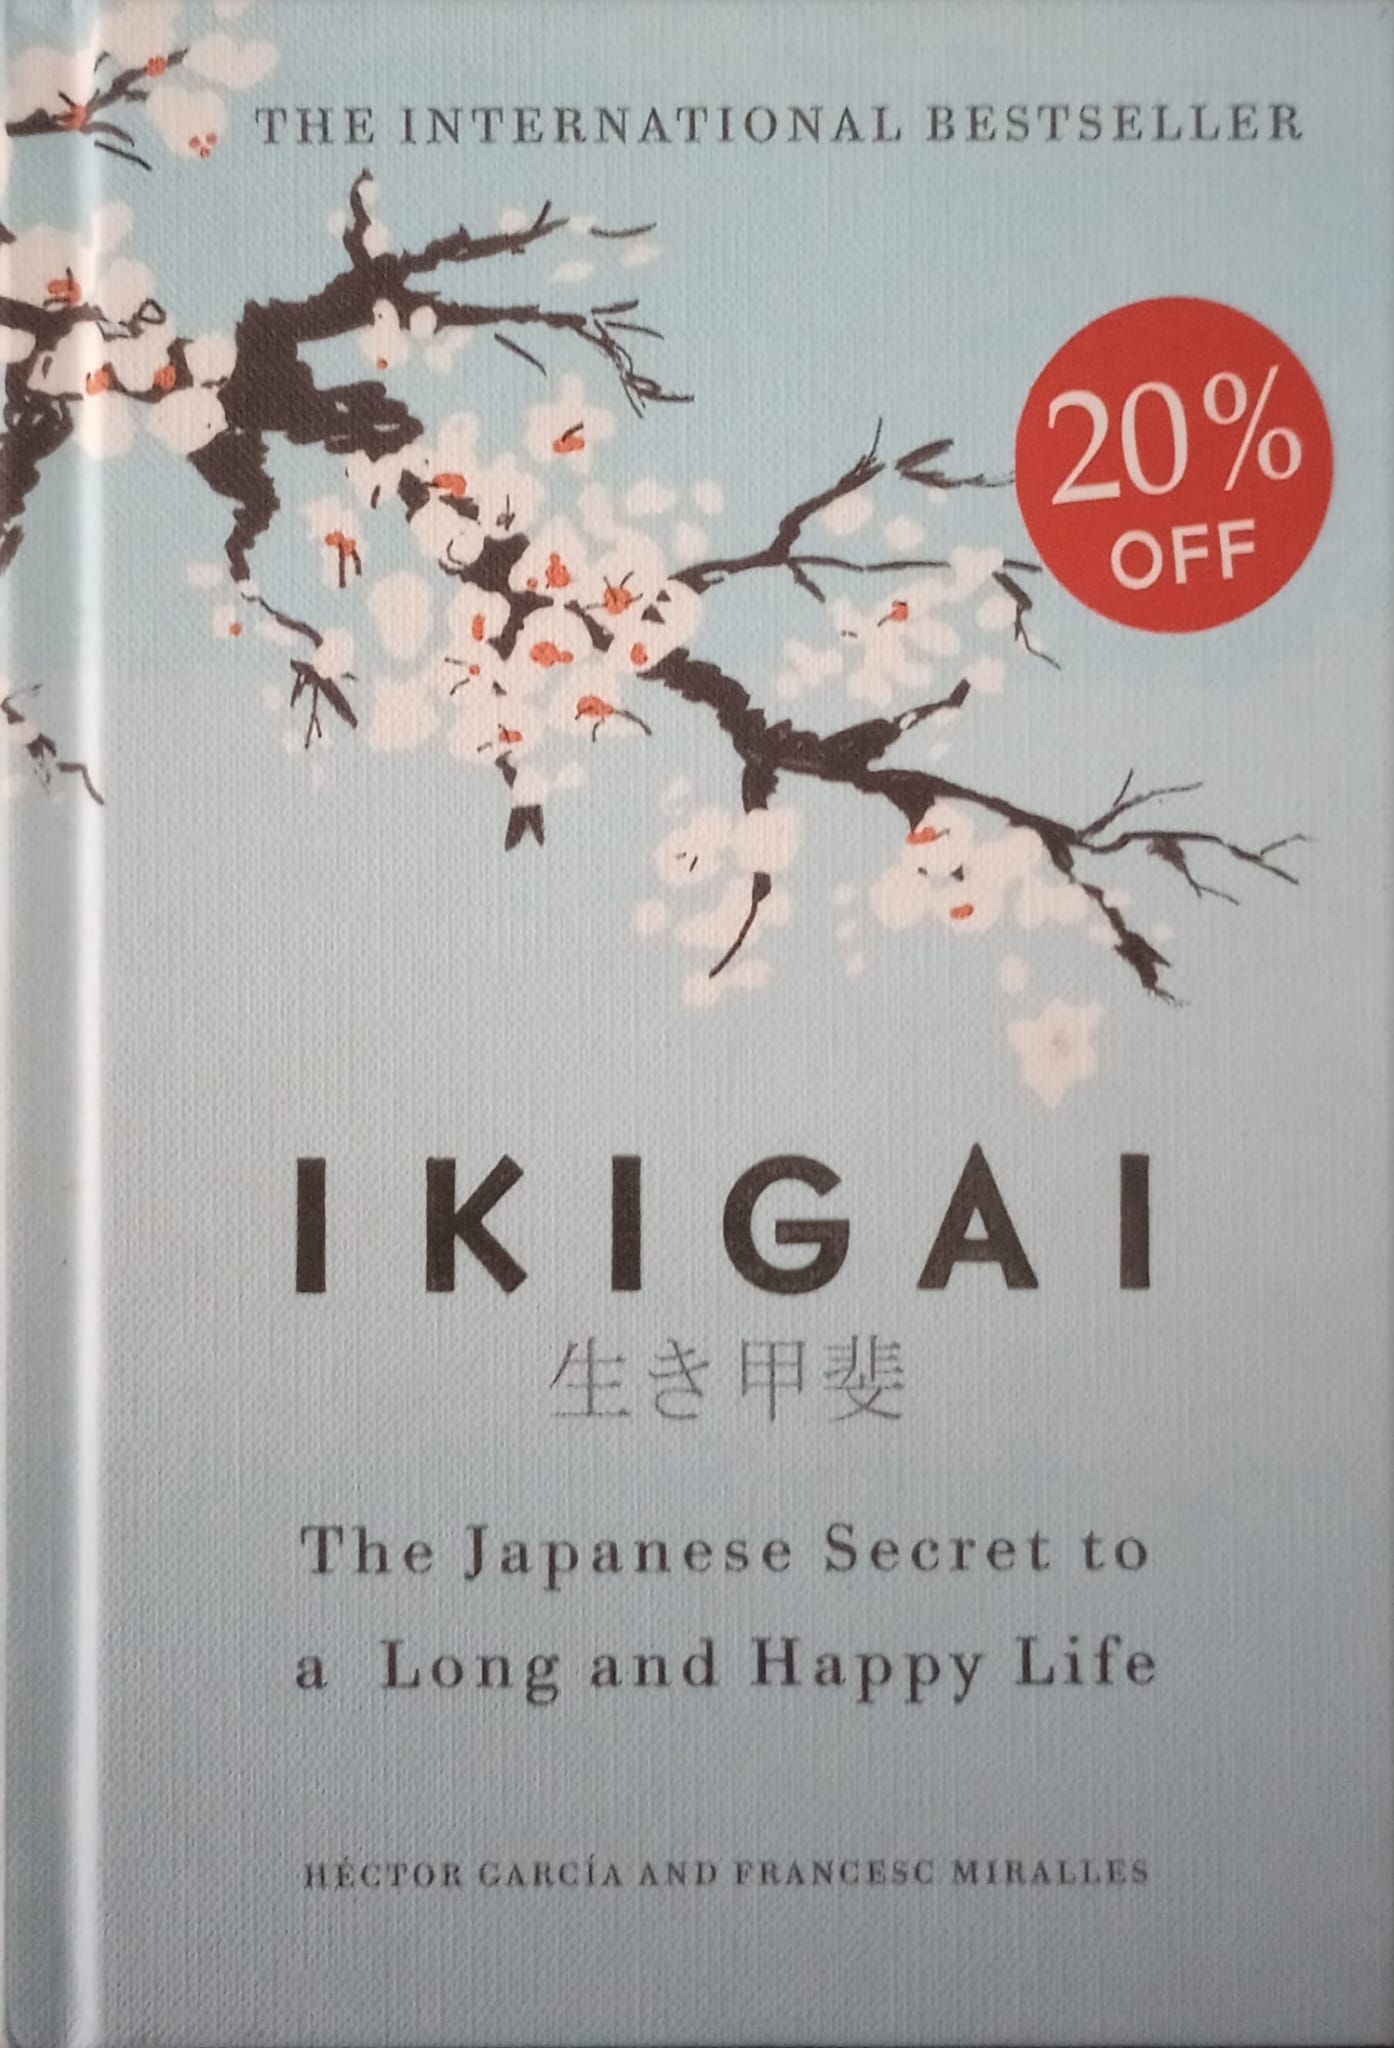 THE INTERNATIONAL BESTSELLER
20%
OFF
IKIGAI
生き甲斐
The Japanese Secret to
a Long and Happy Life
HÉCTOR GARCÍA AND FRANCESC MIRALLES